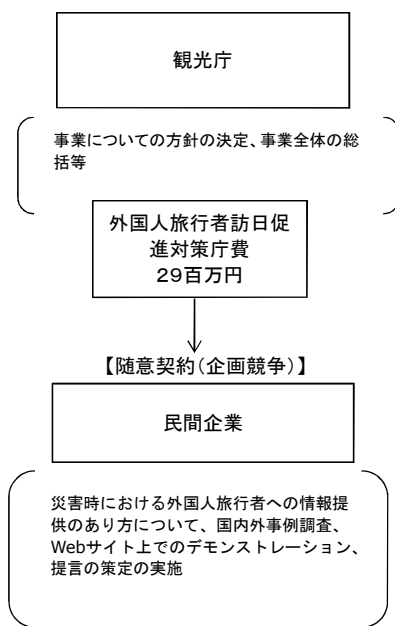 観光庁
事業についての方針の決定、事業全体の総
括等
外国人旅行者訪日促
進対策庁費
29百万円
【随意契約(企画競争)】
民間企業
災害時における外国人旅行者への情報提
供のあり方について、国内外事例調査、
Webサイト上でのデモンストレーション、
提言の策定の実施